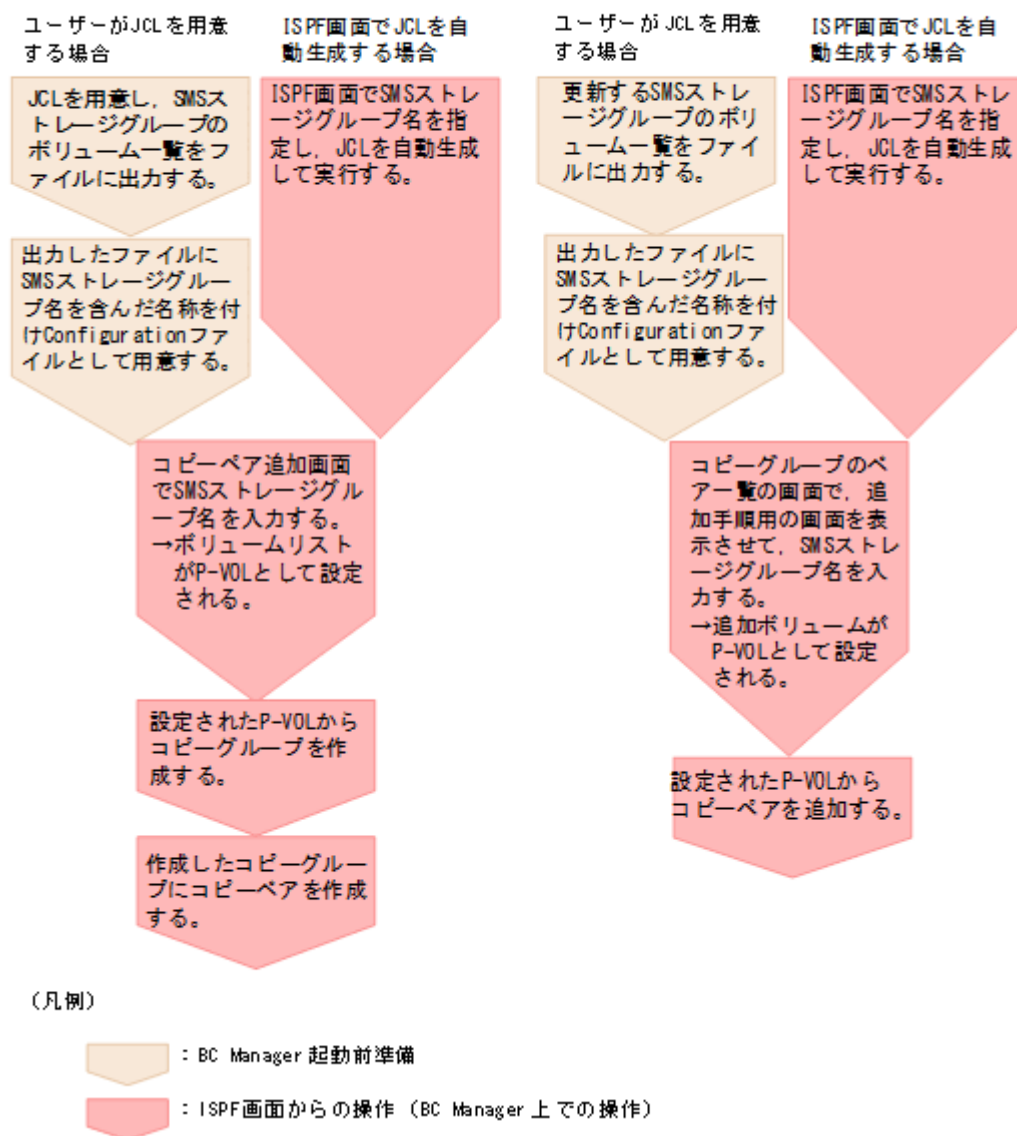 ユーザーがJCLを用意
する場合
ISPF画面でJCLを自
動生成する場合
JCLを用意し，SMSス
トレージグループの
ボリューム一覧をフ
ァイルに出力する。
ISPF画面でSMSストレ
ージグループ名を指
定し，JCLを自動生成
して実行する。
出力したファイルに
SMSストレージグルー
プ名を含んだ名称を付
けConfigurationファ
イルとして用意する。
コピーペア追加画面
でSMSストレージグル
ープ名を入力する。
→ボリュームリスト
がP-VOLとして設定
される。
設定されたP-VOLから
コピーグループを作
成する。
作成したコピーグルー
プにコピーペアを作成
する。
ユーザーがJCLを用意
する場合
ISPF画面でJCLを自
動生成する場合
更新するSMSストレ
ージグループのボリ
ューム一覧をファイ
ルに出力する。
ISPF画面でSMSストレ
ージグループ名を指
定し，JCLを自動生成
して実行する。
出力したファイルに
SMSストレージグルー
プ名を含んだ名称を付
けConfigurationファ
イルとして用意する。
コピーグループのペ
ア一覧の画面で，追
加手順用の画面を表
示させて，SMSストレ
ージグループ名を入
力する。
→追加ボリュームが
P-VOLとして設定
される。
設定されたP-VOLから
コピーペアを追加する。
（凡例）
：BC Manager 起動前準備
：ISPF画面からの操作（BC Manager 上での操作）